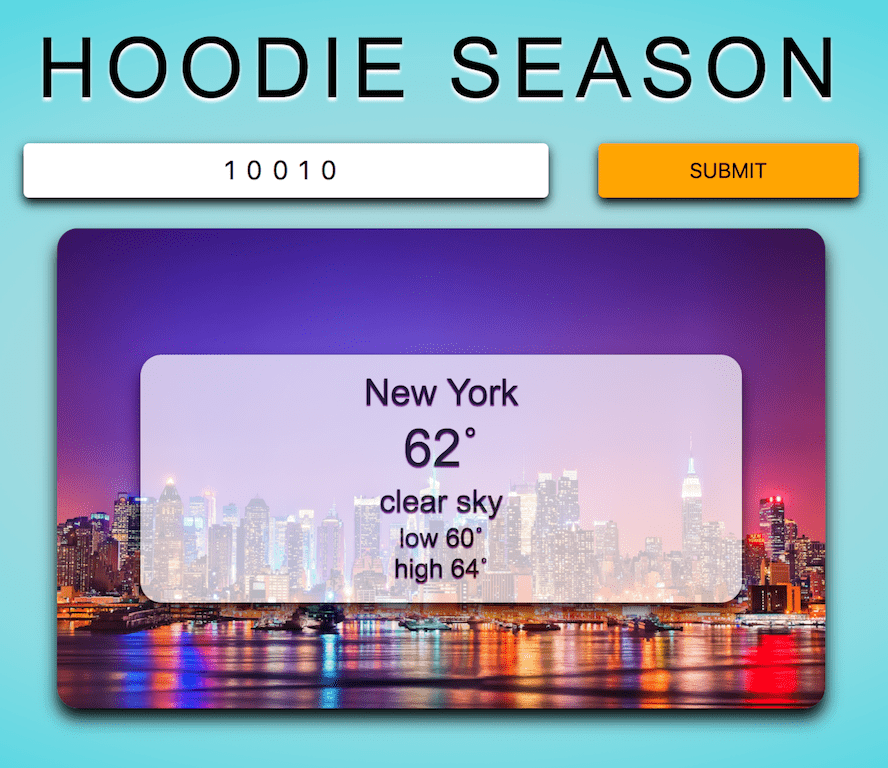 HOODIE SEASON
10010
SUBMIT
New York
62°
clear sky
low 60°
high 64°